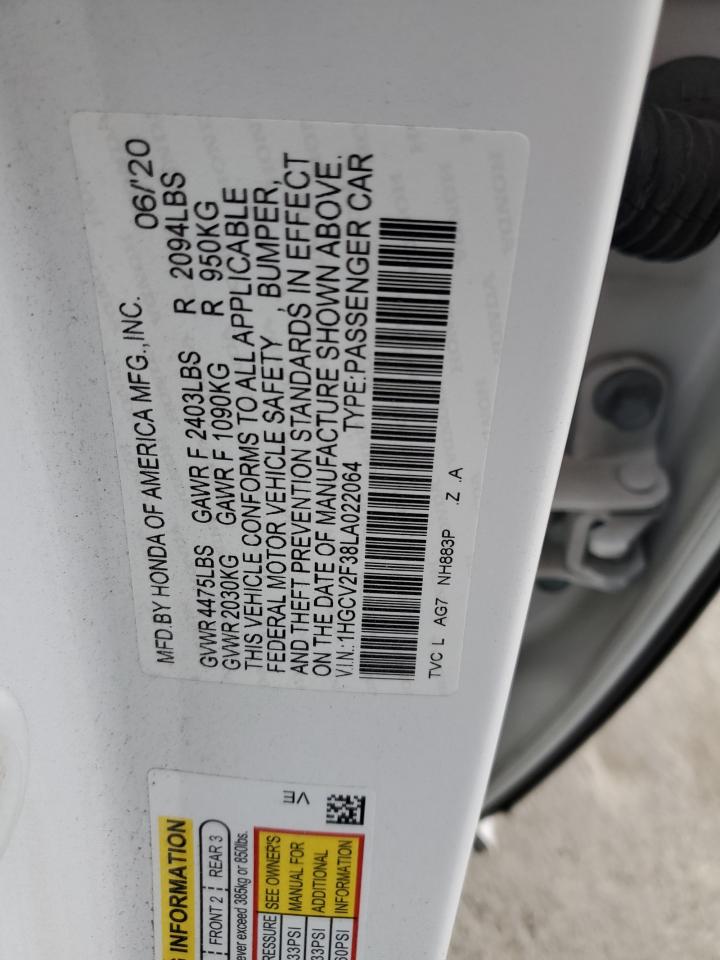 MFD.BY HONDA OF AMERICA MFG.,INC. 06/'20
GVWR 4475LBS GAWR F 2403LBS R 2094LBS
GVWR 2030KG GAWR F 1090KG R 950KG
THIS VEHICLE CONFORMS TO ALL APPLICABLE
FEDERAL MOTOR VEHICLE SAFETY , BUMPER,
AND THEFT PREVENTION STANDARDS IN EFFECT
ON THE DATE OF MANUFACTURE SHOWN ABOVE.
V.I.N.: 1HGCV2F38LA022064 TYPE: PASSENGER CAR
TVC L AG7 NH883P .Z .A
INFORMATION
FRONT 2 REAR 3
never exceed 385kg or 850lbs.
SEE OWNER'S
MANUAL FOR
ADDITIONAL
INFORMATION
33PSI
33PSI
60PSI
VE